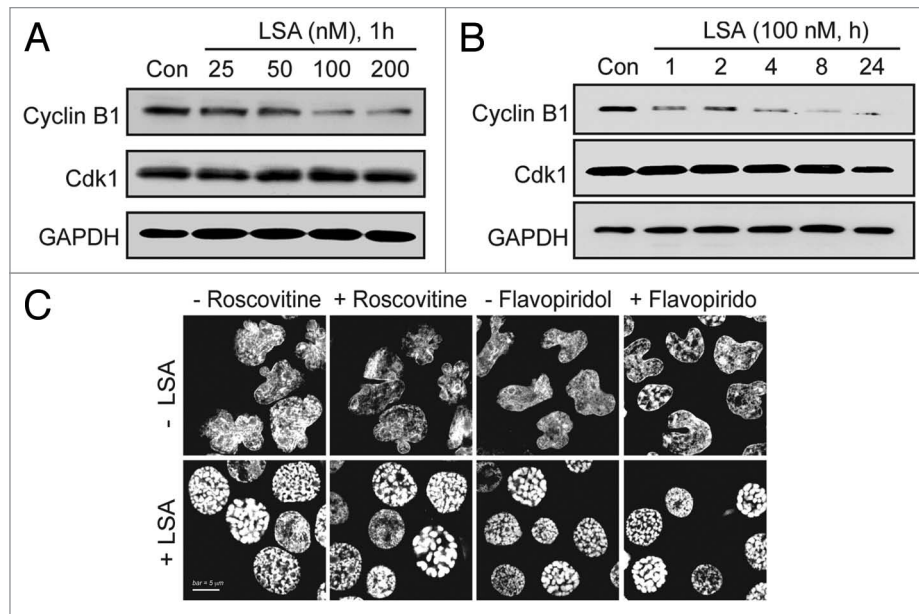 A
LSA (nM), 1h
Con 25 50 100 200
Cyclin B1
Cdk1
GAPDH
B
LSA (100 nM, h)
Con 1 2 4 8 24
Cyclin B1
Cdk1
GAPDH
C
- Roscovitine + Roscovitine - Flavopiridol + Flavopirido
- LSA
+ LSA
bar = 5 µm